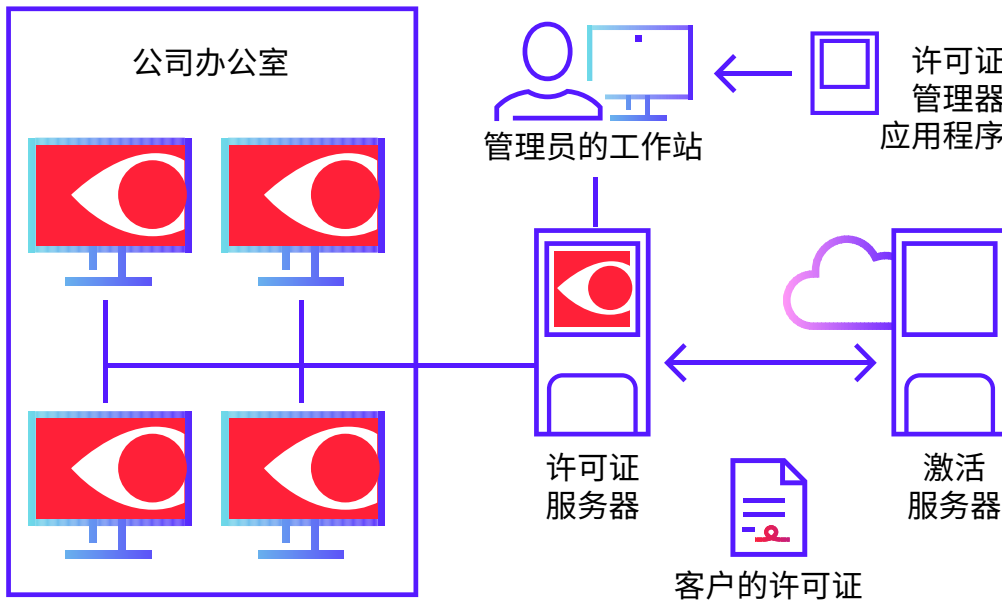 公司办公室
管理员的工作站
许可证
管理器
应用程序
许可证
服务器
激活
服务器
客户的许可证